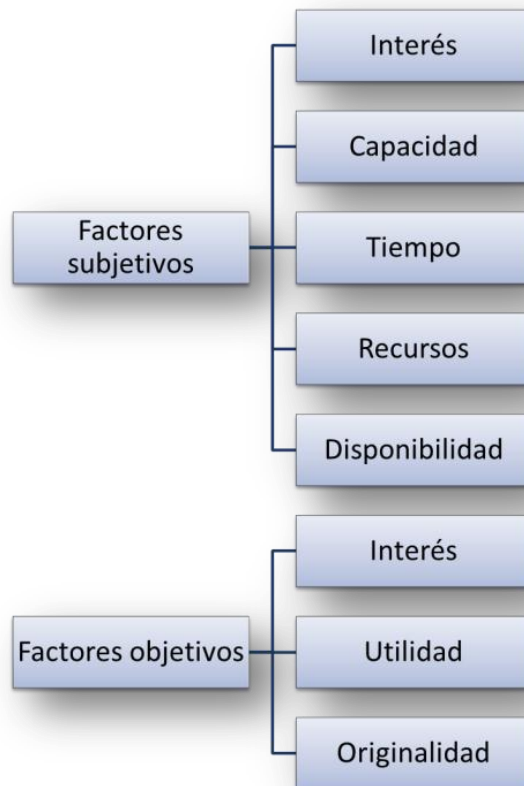 Factores
subjetivos
Interés
Capacidad
Tiempo
Recursos
Disponibilidad
Factores objetivos
Interés
Utilidad
Originalidad